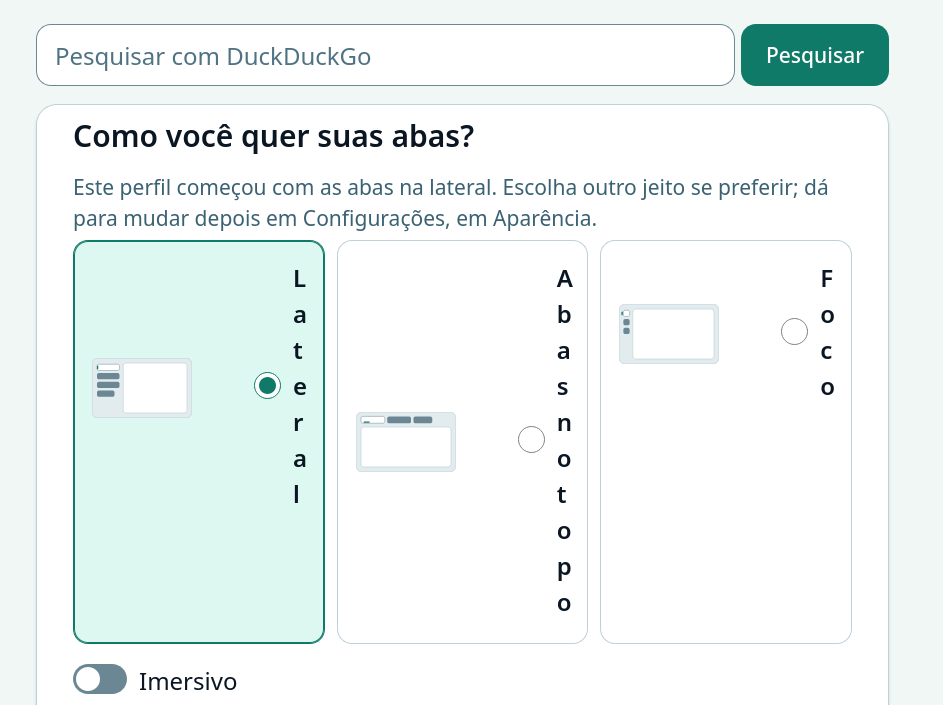 Pesquisar com DuckDuckGo
Pesquisar
Como você quer suas abas?
Este perfil começou com as abas na lateral. Escolha outro jeito se preferir; dá
para mudar depois em Configurações, em Aparência.
Lateral
Abas no topo
Foco
Imersivo